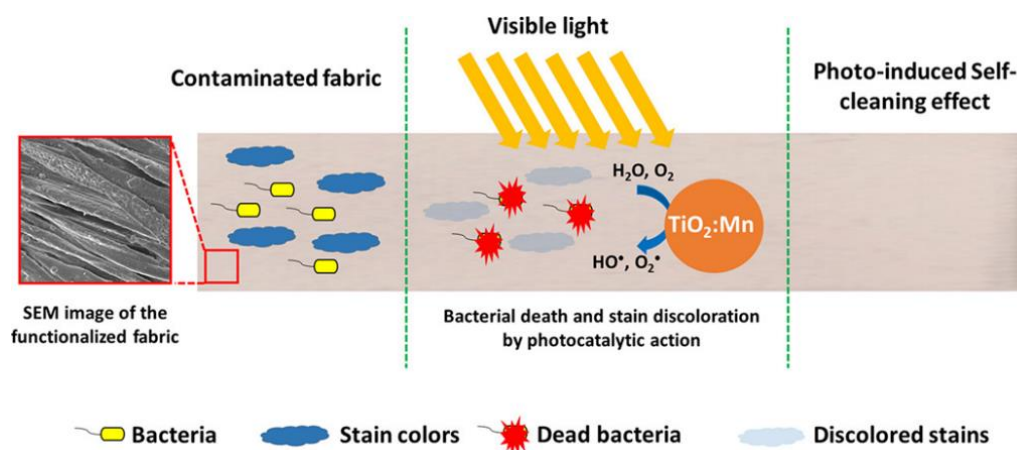 Visible light
Contaminated fabric
Photo-induced Self-
cleaning effect
H₂O, O₂
TiO₂:Mn
HO•, O₂•
SEM image of the
functionalized fabric
Bacterial death and stain discoloration
by photocatalytic action
Bacteria
Stain colors
Dead bacteria
Discolored stains